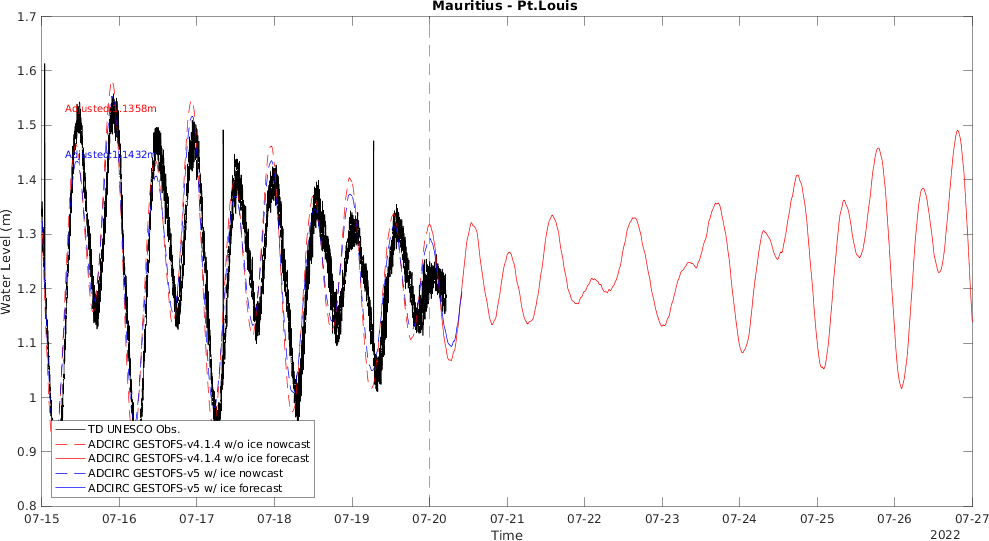 Mauritius - Pt.Louis
1.7
1.6
1.5
1.4
1.3
1.2
1.1
1
0.9
0.8
Water Level (m)
Adjusted:1.1358m
Adjusted:1.1432m
TD UNESCO Obs.
ADCIRC GESTOFS-v4.1.4 w/o ice nowcast
ADCIRC GESTOFS-v4.1.4 w/o ice forecast
ADCIRC GESTOFS-v5 w/ ice nowcast
ADCIRC GESTOFS-v5 w/ ice forecast
07-15 07-16 07-17 07-18 07-19 07-20 07-21 07-22 07-23 07-24 07-25 07-26 07-27
Time
2022